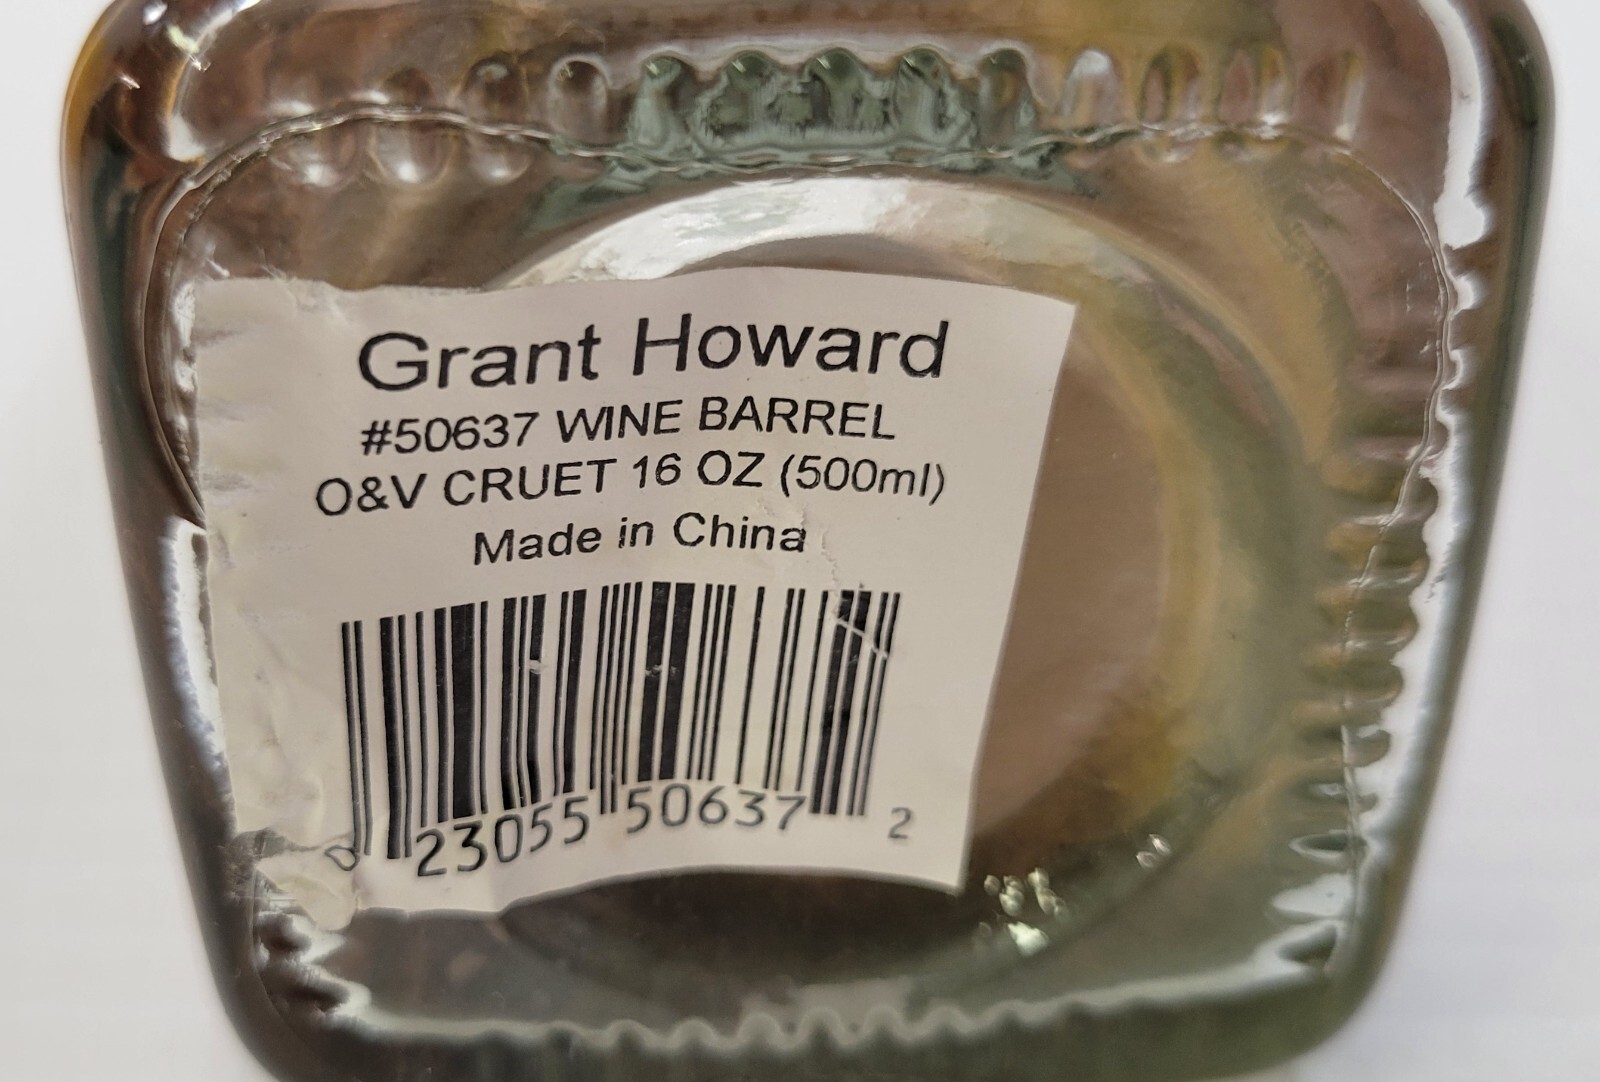 Grant Howard
#50637 WINE BARREL
O&V CRUET 16 OZ (500ml)
Made in China
0 23055 50637 2